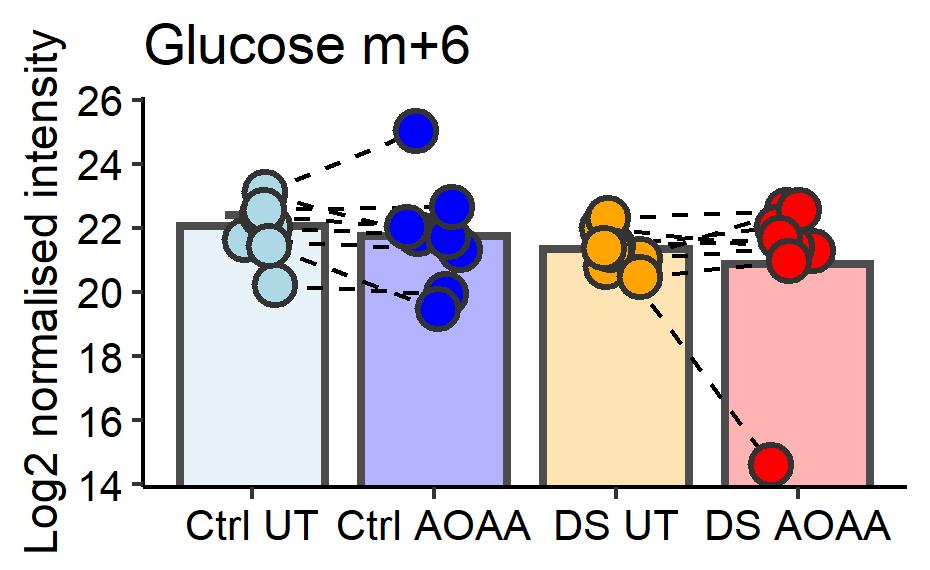 Glucose m+6
Log2 normalised intensity
26
24
22
20
18
16
14
Ctrl UT
Ctrl AOAA
DS UT
DS AOAA